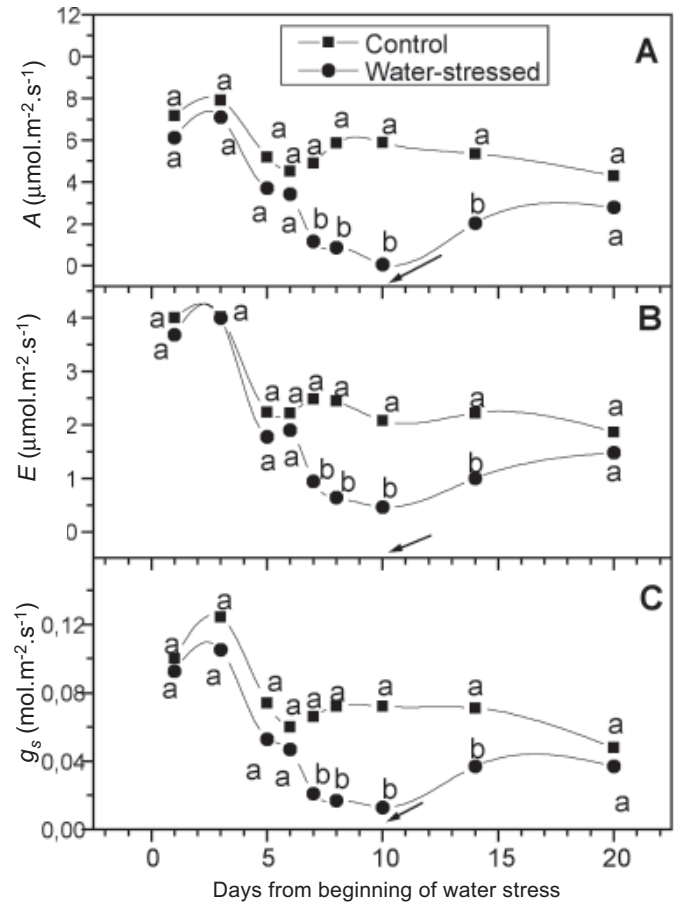 12
0
8
6
4
2
0
A (µmol.m-2.s-1)
Control
Water-stressed
A
a a a a a a a a a
a a a a b b b b a
4
3
2
1
0
E (µmol.m-2.s-1)
B
a a a a a a a a a
a a a b b b b a
0,12
0,08
0,04
0,00
gs (mol.m-2.s-1)
C
a a a a a a a a a
a a a a b b b b a
0 5 10 15 20
Days from beginning of water stress